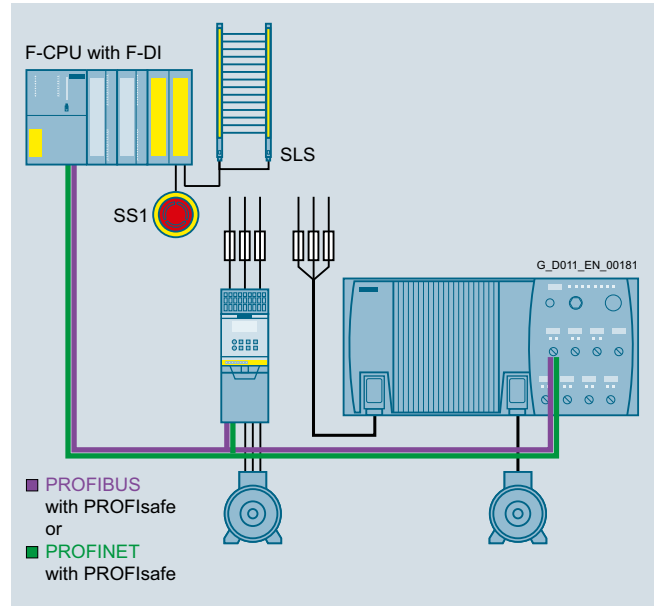 F-CPU with F-DI
SLS
SS1
G_D011_EN_00181
PROFIBUS
with PROFIsafe
or
PROFINET
with PROFIsafe